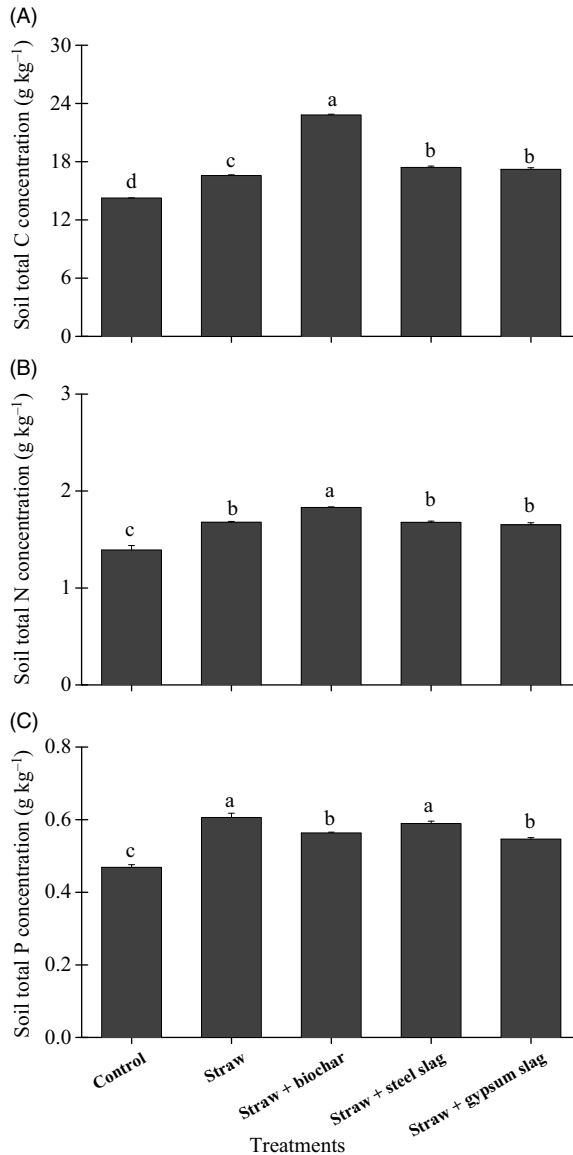 (A)
Soil total C concentration (g kg⁻¹)
30
24
18
12
6
0
d
c
a
b
b
(B)
Soil total N concentration (g kg⁻¹)
3
2
1
0
c
b
a
b
b
(C)
Soil total P concentration (g kg⁻¹)
0.8
0.6
0.4
0.2
0.0
c
a
b
a
b
Control
Straw
Straw + biochar
Straw + steel slag
Straw + gypsum slag
Treatments